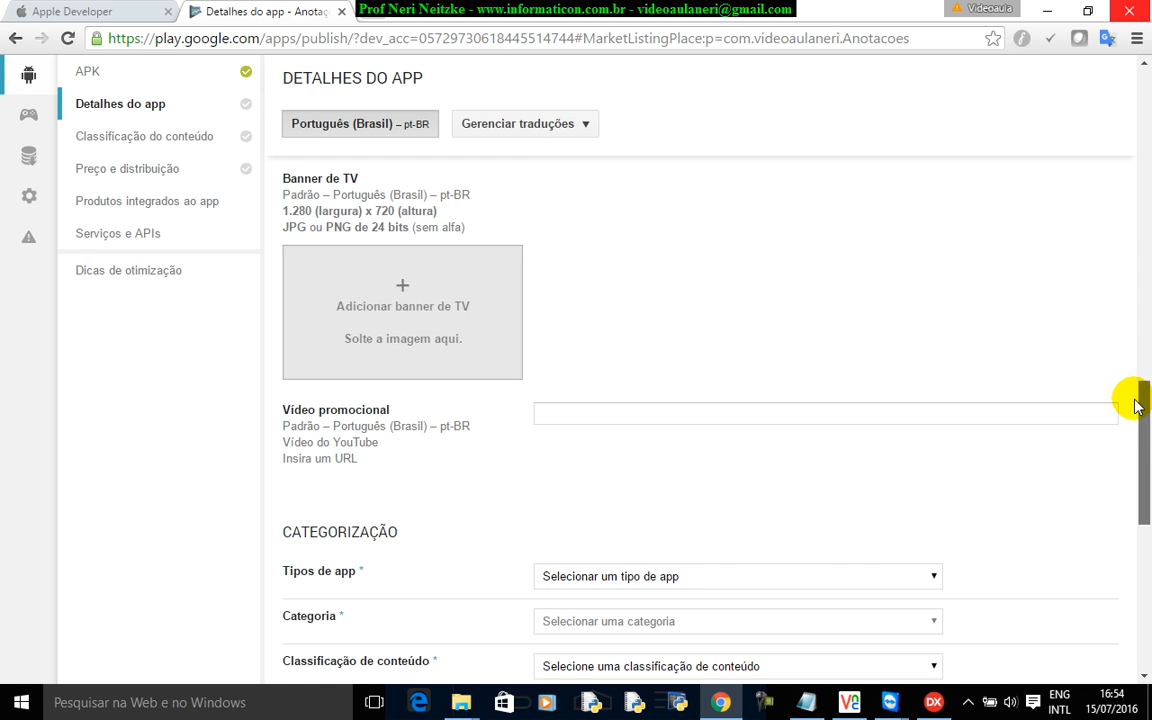 Apple Developer
Detalhes do app - Anotaç
Prof Neri Neitzke - www.informaticon.com.br - videoaulaneri@gmail.com
Videoaula
https://play.google.com/apps/publish/?dev_acc=05729730618445514744#MarketListingPlace:p=com.videoaulaneri.Anotacoes
APK
Detalhes do app
Classificação do conteúdo
Preço e distribuição
Produtos integrados ao app
Serviços e APIs
Dicas de otimização
DETALHES DO APP
Português (Brasil) – pt-BR
Gerenciar traduções
Banner de TV
Padrão – Português (Brasil) – pt-BR
1.280 (largura) x 720 (altura)
JPG ou PNG de 24 bits (sem alfa)
+
Adicionar banner de TV
Solte a imagem aqui.
Vídeo promocional
Padrão – Português (Brasil) – pt-BR
Vídeo do YouTube
Insira um URL
CATEGORIZAÇÃO
Tipos de app *
Selecionar um tipo de app
Categoria *
Selecionar uma categoria
Classificação de conteúdo *
Selecione uma classificação de conteúdo
Pesquisar na Web e no Windows
DX
ENG
INTL
16:54
15/07/2016